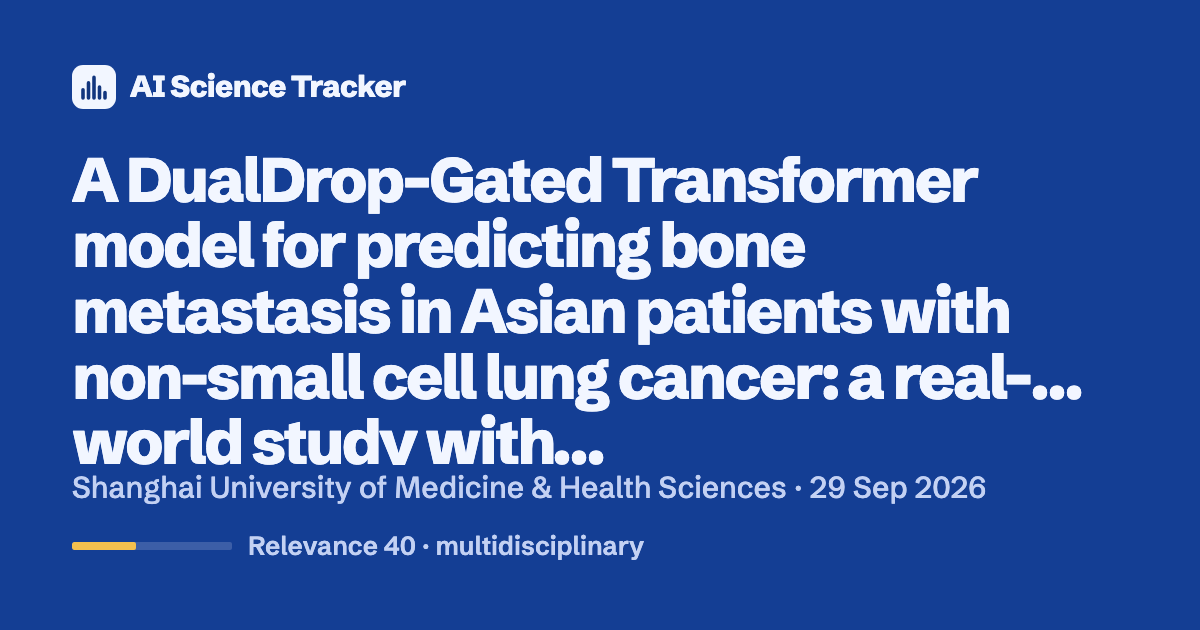 AI Science Tracker
A DualDrop-Gated Transformer
model for predicting bone
metastasis in Asian patients with
non-small cell lung cancer: a real-...
world study with...
Shanghai University of Medicine & Health Sciences · 29 Sep 2026
Relevance 40 · multidisciplinary